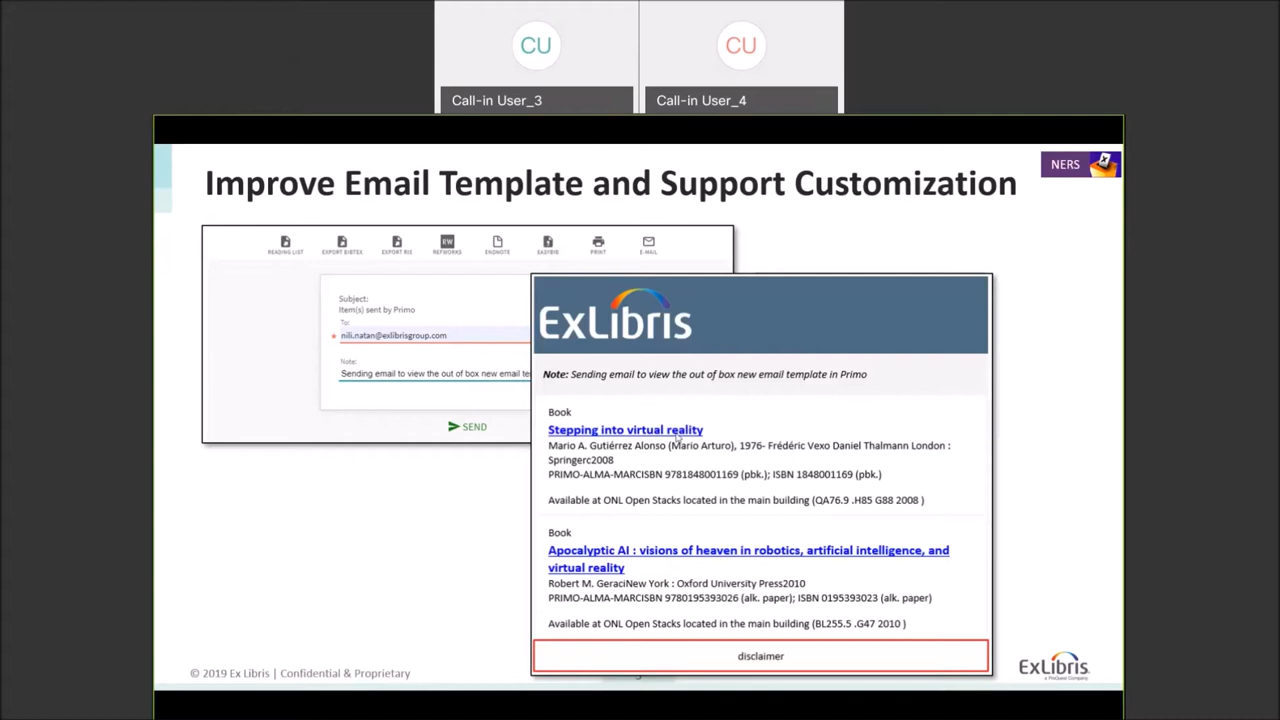 CU
CU
Call-in User_3
Call-in User_4
NERS
Improve Email Template and Support Customization
READING LIST
EXPORT BIBTEX
EXPORT RIS
RW
REFWORKS
ENDNOTE
EASYBIB
PRINT
E-MAIL
Subject:
Item(s) sent by Primo
To:
* nili.natan@exlibrisgroup.com
Note:
Sending email to view the out of box new email te
SEND
ExLibris
Note: Sending email to view the out of box new email template in Primo
Book
Stepping into virtual reality
Mario A. Gutiérrez Alonso (Mario Arturo), 1976- Frédéric Vexo Daniel Thalmann London :
Springerc2008
PRIMO-ALMA-MARCISBN 9781848001169 (pbk.); ISBN 1848001169 (pbk.)
Available at ONL Open Stacks located in the main building (QA76.9 .H85 G88 2008 )
Book
Apocalyptic AI : visions of heaven in robotics, artificial intelligence, and
virtual reality
Robert M. GeraciNew York : Oxford University Press2010
PRIMO-ALMA-MARCISBN 9780195393026 (alk. paper); ISBN 0195393023 (alk. paper)
Available at ONL Open Stacks located in the main building (BL255.5 .G47 2010 )
disclaimer
© 2019 Ex Libris | Confidential & Proprietary
ExLibris
a ProQuest Company